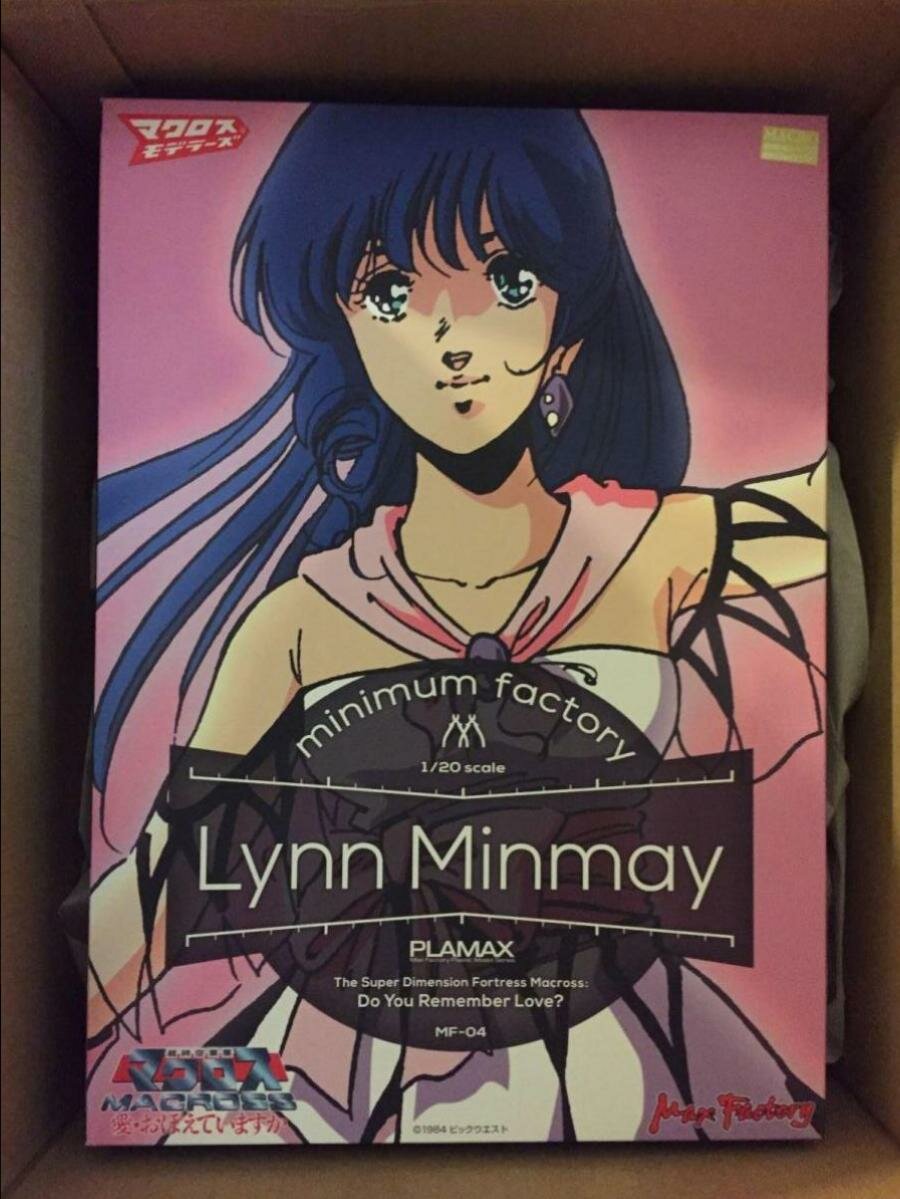 マクロス
モデラーズ
minimum factory
1/20 scale
Lynn Minmay
PLAMAX
The Super Dimension Fortress Macross:
Do You Remember Love?
MF-04
超時空要塞
マクロス
MACROSS
愛・おぼえていますか
©1984 ビックウエスト
Max Factory